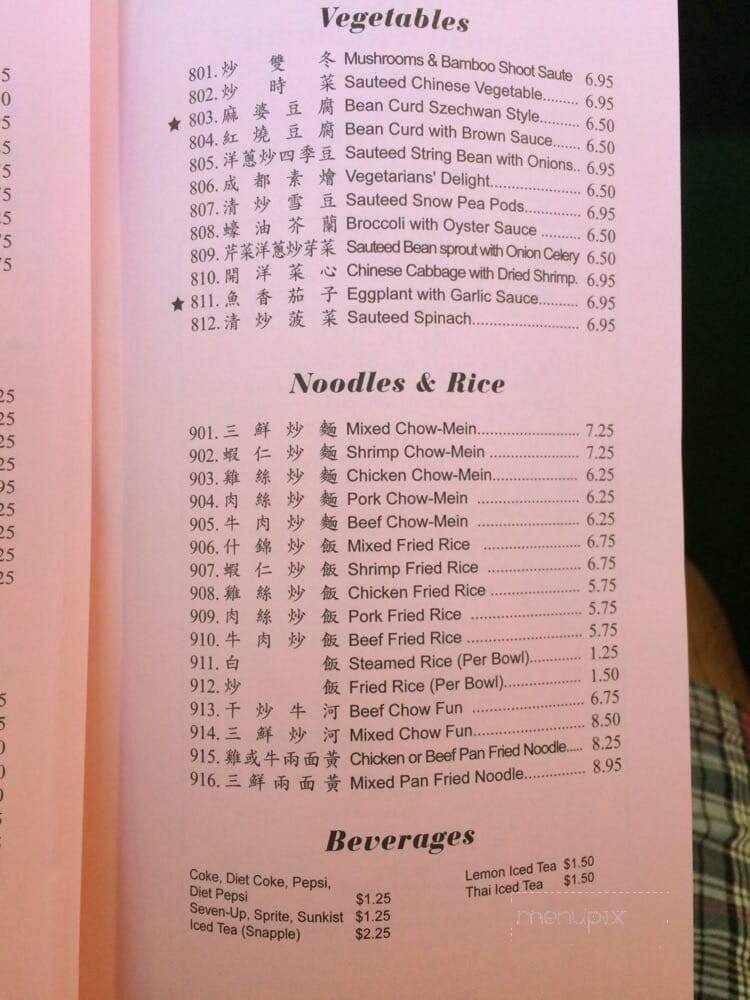 Vegetables
801. 炒 雙 冬 Mushrooms & Bamboo Shoot Saute 6.95
802. 炒 時 菜 Sauteed Chinese Vegetable......... 6.95
★ 803. 麻 婆 豆 腐 Bean Curd Szechwan Style.......... 6.50
804. 紅 燒 豆 腐 Bean Curd with Brown Sauce....... 6.50
805. 洋蔥炒四季豆 Sauteed String Bean with Onions.. 6.95
806. 成 都 素 燴 Vegetarians' Delight........................ 6.50
807. 清 炒 雪 豆 Sauteed Snow Pea Pods.............. 6.95
808. 蠔 油 芥 蘭 Broccoli with Oyster Sauce .......... 6.50
809. 芹菜洋蔥炒芽菜 Sauteed Bean sprout with Onion Celery 6.50
810. 開 洋 菜 心 Chinese Cabbage with Dried Shrimp. 6.95
★ 811. 魚 香 茄 子 Eggplant with Garlic Sauce.......... 6.95
812. 清 炒 菠 菜 Sauteed Spinach........................... 6.95
Noodles & Rice
901. 三 鮮 炒 麵 Mixed Chow-Mein.......................... 7.25
902. 蝦 仁 炒 麵 Shrimp Chow-Mein ....................... 7.25
903. 雞 絲 炒 麵 Chicken Chow-Mein...................... 6.25
904. 肉 絲 炒 麵 Pork Chow-Mein .......................... 6.25
905. 牛 肉 炒 麵 Beef Chow-Mein .......................... 6.25
906. 什 錦 炒 飯 Mixed Fried Rice ......................... 6.75
907. 蝦 仁 炒 飯 Shrimp Fried Rice ........................ 6.75
908. 雞 絲 炒 飯 Chicken Fried Rice ....................... 5.75
909. 肉 絲 炒 飯 Pork Fried Rice ............................ 5.75
910. 牛 肉 炒 飯 Beef Fried Rice ............................. 5.75
911. 白 飯 Steamed Rice (Per Bowl)............. 1.25
912. 炒 飯 Fried Rice (Per Bowl).................... 1.50
913. 干 炒 牛 河 Beef Chow Fun ............................ 6.75
914. 三 鮮 炒 河 Mixed Chow Fun........................... 8.50
915. 雞或牛兩面黃 Chicken or Beef Pan Fried Noodle..... 8.25
916. 三 鮮 兩 面 黃 Mixed Pan Fried Noodle............... 8.95
Beverages
Coke, Diet Coke, Pepsi,
Diet Pepsi $1.25
Seven-Up, Sprite, Sunkist $1.25
Iced Tea (Snapple) $2.25
Lemon Iced Tea $1.50
Thai Iced Tea $1.50
menupix